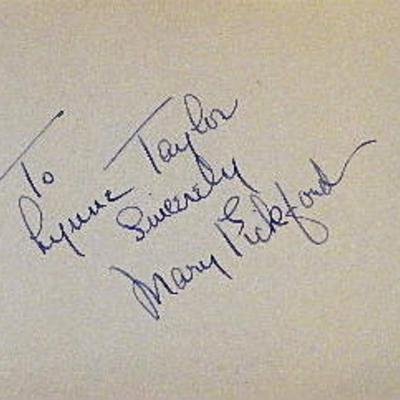 To
Lynne Taylor
Sincerely
Mary Pickford